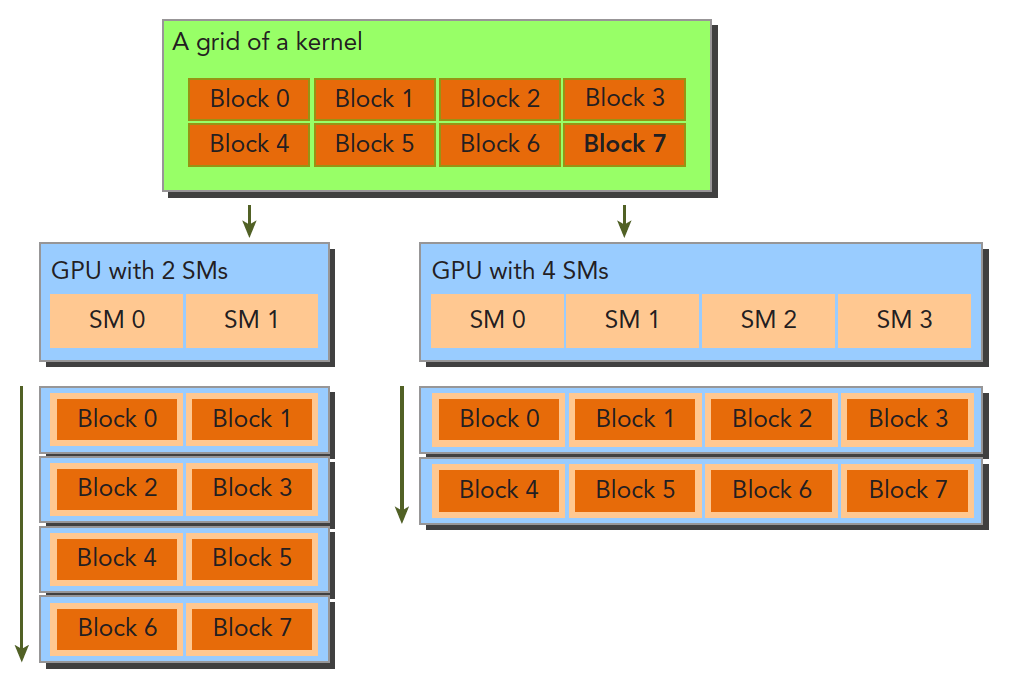 A grid of a kernel
Block 0 Block 1 Block 2 Block 3
Block 4 Block 5 Block 6 Block 7
GPU with 2 SMs
SM 0 SM 1
Block 0 Block 1
Block 2 Block 3
Block 4 Block 5
Block 6 Block 7
GPU with 4 SMs
SM 0 SM 1 SM 2 SM 3
Block 0 Block 1 Block 2 Block 3
Block 4 Block 5 Block 6 Block 7